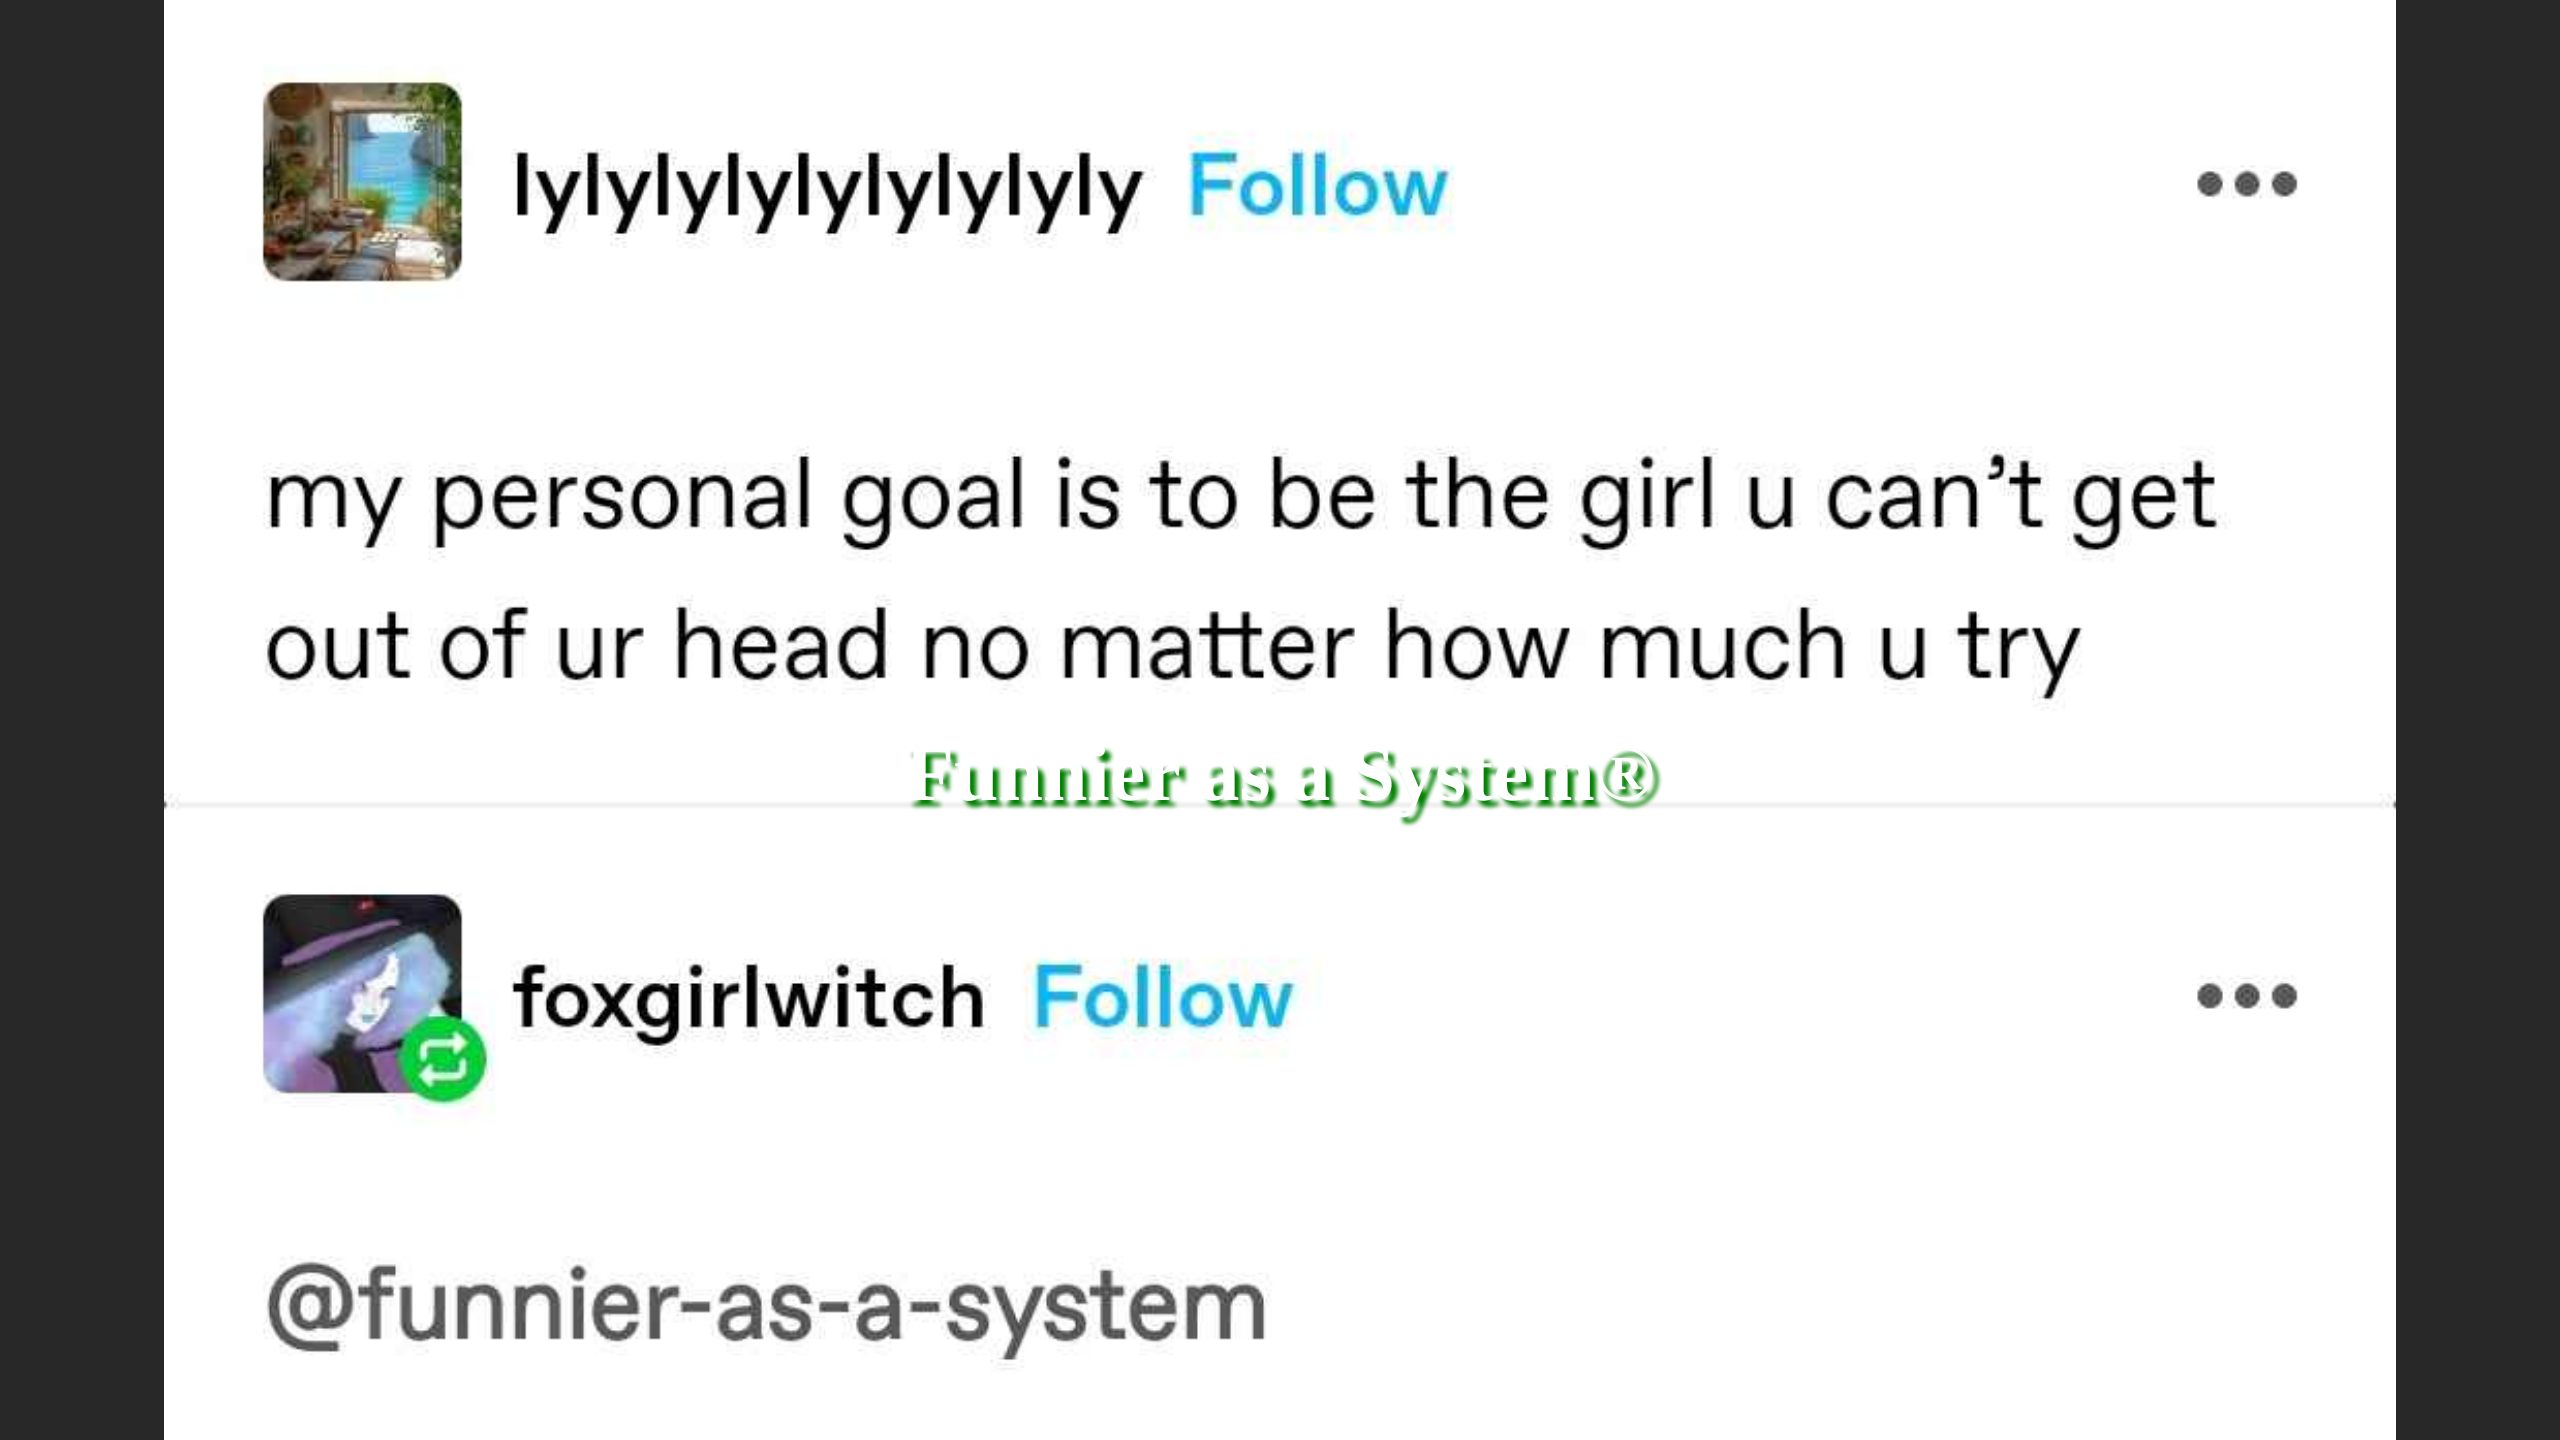 lylylylylylylylyly Follow
my personal goal is to be the girl u can’t get
out of ur head no matter how much u try
Funnier as a System®
foxgirlwitch Follow
@funnier-as-a-system